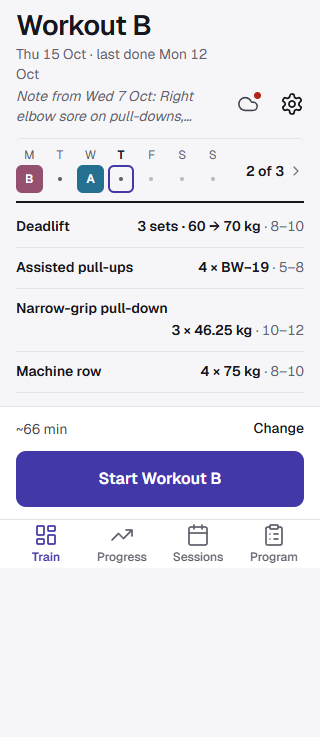 Workout B
Thu 15 Oct · last done Mon 12
Oct
Note from Wed 7 Oct: Right
elbow sore on pull-downs,...
M T W T F S S
B A
2 of 3
Deadlift 3 sets · 60 → 70 kg · 8–10
Assisted pull-ups 4 × BW–19 · 5–8
Narrow-grip pull-down
3 × 46.25 kg · 10–12
Machine row 4 × 75 kg · 8–10
~66 min Change
Start Workout B
Train Progress Sessions Program